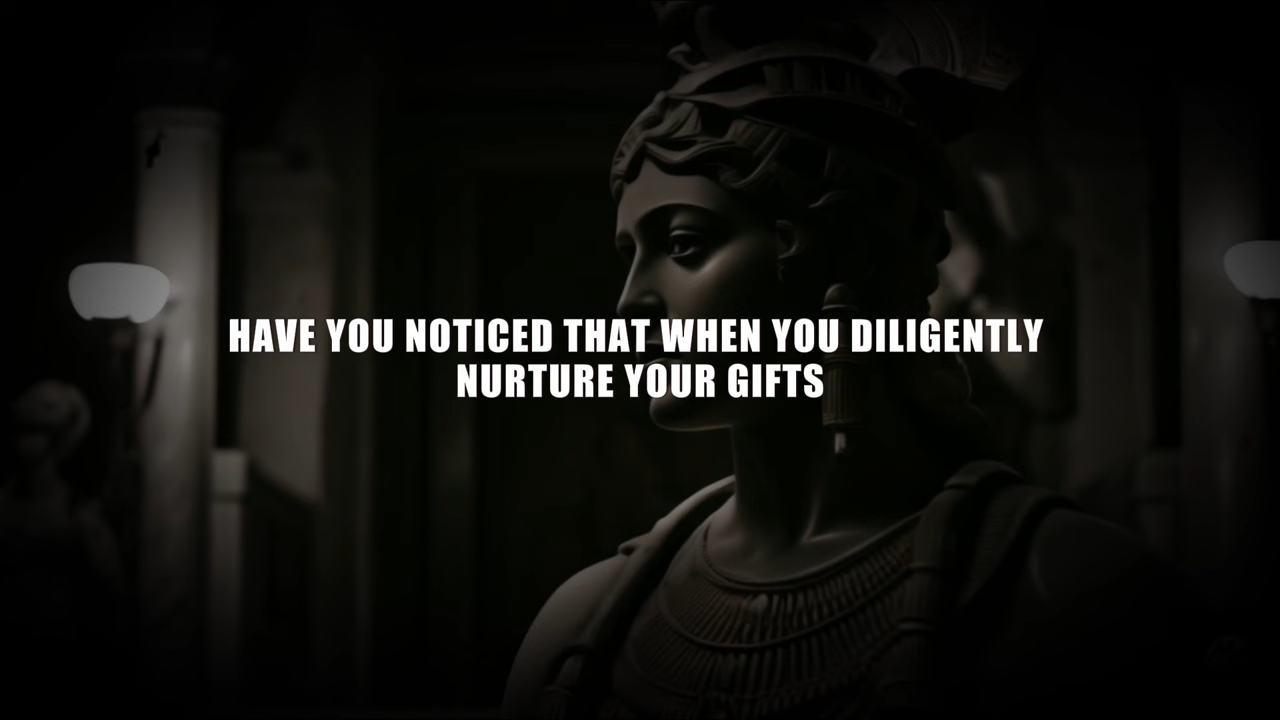 HAVE YOU NOTICED THAT WHEN YOU DILIGENTLY
NURTURE YOUR GIFTS